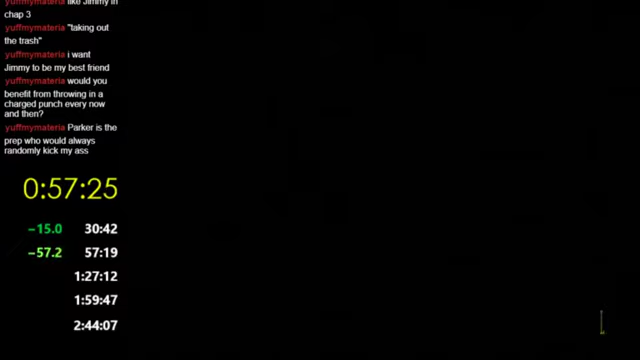 yuffmymateria like Jimmy in
chap 3
yuffmymateria "taking out
the trash"
yuffmymateria i want
Jimmy to be my best friend
yuffmymateria would you
benefit from throwing in a
charged punch every now
and then?
yuffmymateria Parker is the
prep who would always
randomly kick my ass
0:57:25
−15.0 30:42
−57.2 57:19
1:27:12
1:59:47
2:44:07